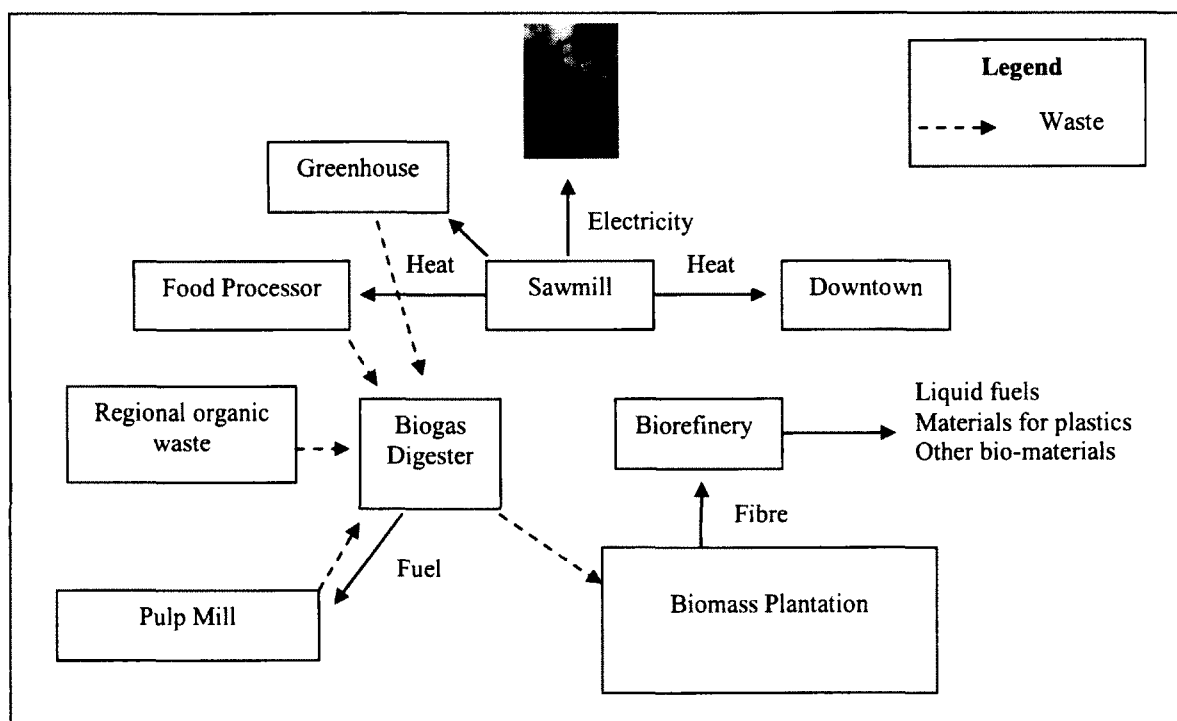 Legend
Waste
Greenhouse
Electricity
Heat
Heat
Food Processor
Sawmill
Downtown
Regional organic
waste
Biogas
Digester
Biorefinery
Liquid fuels
Materials for plastics
Other bio-materials
Fibre
Fuel
Pulp Mill
Biomass Plantation